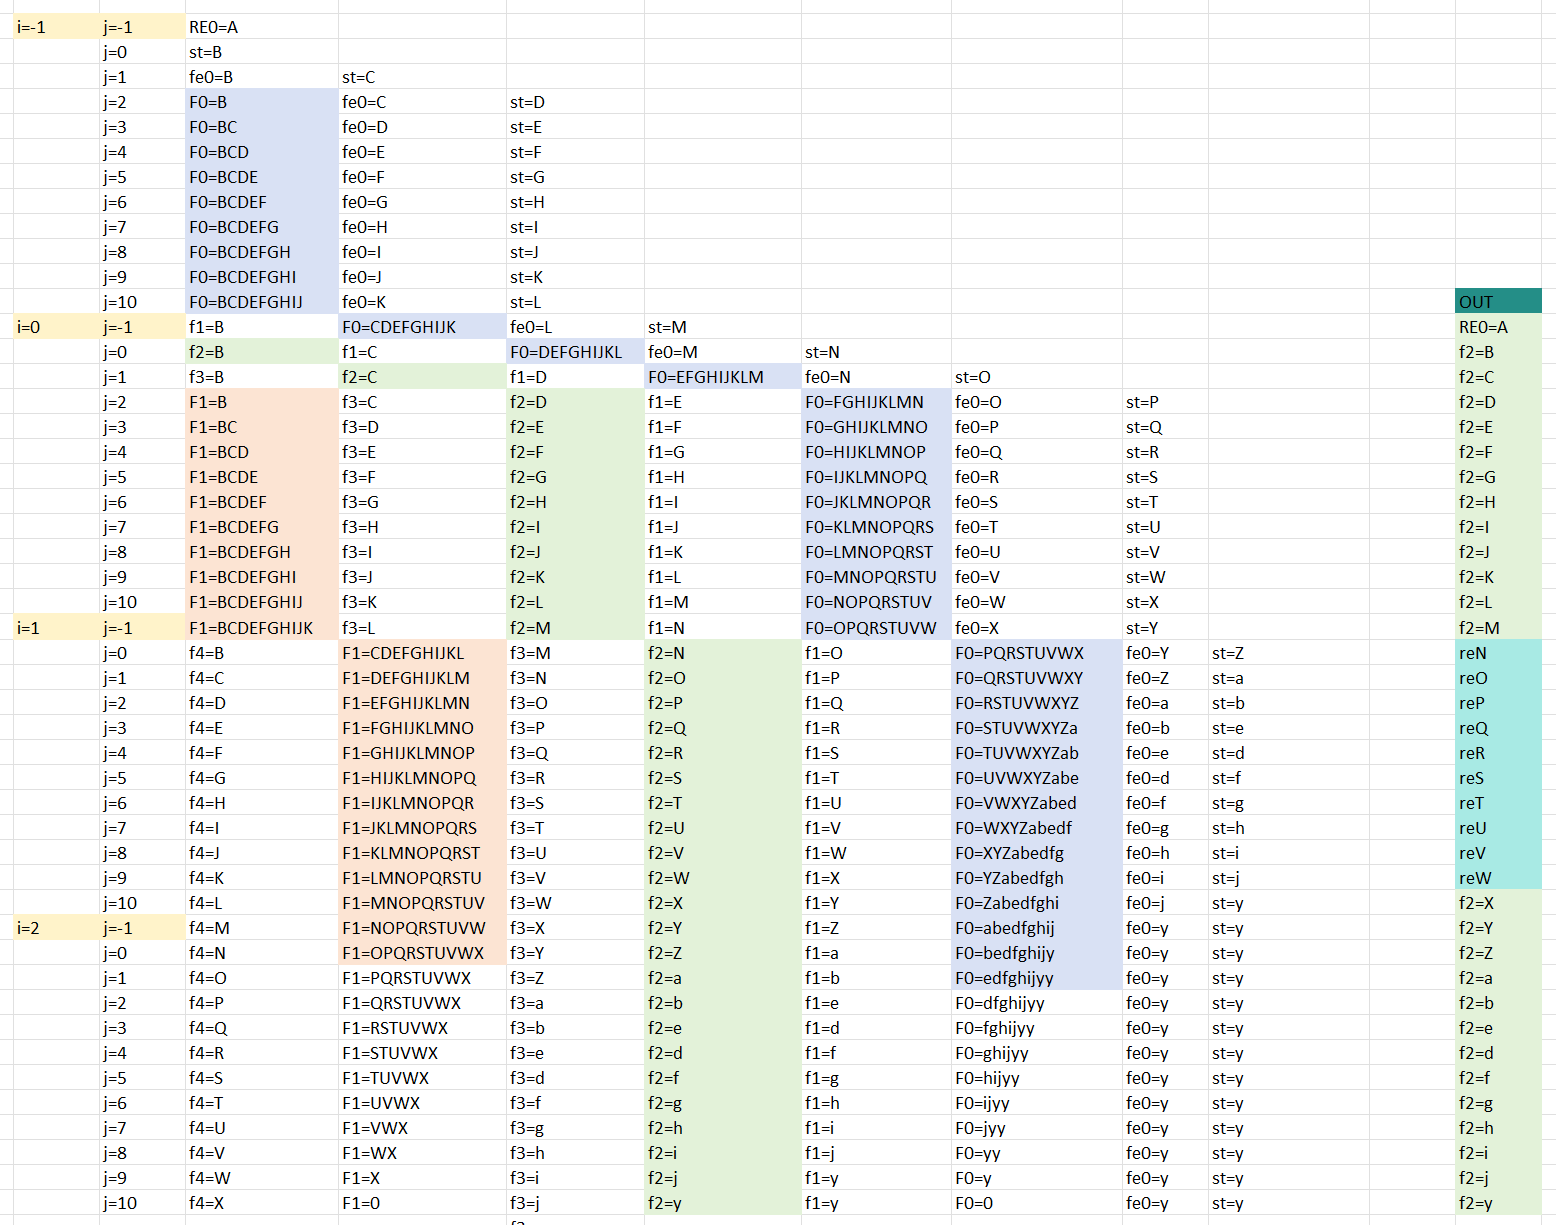 i=-1 j=-1 RE0=A
j=0 st=B
j=1 fe0=B st=C
j=2 F0=B fe0=C st=D
j=3 F0=BC fe0=D st=E
j=4 F0=BCD fe0=E st=F
j=5 F0=BCDE fe0=F st=G
j=6 F0=BCDEF fe0=G st=H
j=7 F0=BCDEFG fe0=H st=I
j=8 F0=BCDEFGH fe0=I st=J
j=9 F0=BCDEFGHI fe0=J st=K
j=10 F0=BCDEFGHIJ fe0=K st=L OUT
i=0 j=-1 f1=B F0=CDEFGHIJK fe0=L st=M RE0=A
j=0 f2=B f1=C F0=DEFGHIJKL fe0=M st=N f2=B
j=1 f3=B f2=C f1=D F0=EFGHIJKLM fe0=N st=O f2=C
j=2 F1=B f3=C f2=D f1=E F0=FGHIJKLMN fe0=O st=P f2=D
j=3 F1=BC f3=D f2=E f1=F F0=GHIJKLMNO fe0=P st=Q f2=E
j=4 F1=BCD f3=E f2=F f1=G F0=HIJKLMNOP fe0=Q st=R f2=F
j=5 F1=BCDE f3=F f2=G f1=H F0=IJKLMNOPQ fe0=R st=S f2=G
j=6 F1=BCDEF f3=G f2=H f1=I F0=JKLMNOPQR fe0=S st=T f2=H
j=7 F1=BCDEFG f3=H f2=I f1=J F0=KLMNOPQRS fe0=T st=U f2=I
j=8 F1=BCDEFGH f3=I f2=J f1=K F0=LMNOPQRST fe0=U st=V f2=J
j=9 F1=BCDEFGHI f3=J f2=K f1=L F0=MNOPQRSTU fe0=V st=W f2=K
j=10 F1=BCDEFGHIJ f3=K f2=L f1=M F0=NOPQRSTUV fe0=W st=X f2=L
i=1 j=-1 F1=BCDEFGHIJK f3=L f2=M f1=N F0=OPQRSTUVW fe0=X st=Y f2=M
j=0 f4=B F1=CDEFGHIJKL f3=M f2=N f1=O F0=PQRSTUVWX fe0=Y st=Z reN
j=1 f4=C F1=DEFGHIJKLM f3=N f2=O f1=P F0=QRSTUVWXY fe0=Z st=a reO
j=2 f4=D F1=EFGHIJKLMN f3=O f2=P f1=Q F0=RSTUVWXYZ fe0=a st=b reP
j=3 f4=E F1=FGHIJKLMNO f3=P f2=Q f1=R F0=STUVWXYZa fe0=b st=e reQ
j=4 f4=F F1=GHIJKLMNOP f3=Q f2=R f1=S F0=TUVWXYZab fe0=e st=d reR
j=5 f4=G F1=HIJKLMNOPQ f3=R f2=S f1=T F0=UVWXYZabe fe0=d st=f reS
j=6 f4=H F1=IJKLMNOPQR f3=S f2=T f1=U F0=VWXYZabed fe0=f st=g reT
j=7 f4=I F1=JKLMNOPQRS f3=T f2=U f1=V F0=WXYZabedf fe0=g st=h reU
j=8 f4=J F1=KLMNOPQRST f3=U f2=V f1=W F0=XYZabedfg fe0=h st=i reV
j=9 f4=K F1=LMNOPQRSTU f3=V f2=W f1=X F0=YZabedfgh fe0=i st=j reW
j=10 f4=L F1=MNOPQRSTUV f3=W f2=X f1=Y F0=Zabedfghi fe0=j st=y f2=X
i=2 j=-1 f4=M F1=NOPQRSTUVW f3=X f2=Y f1=Z F0=abedfghij fe0=y st=y f2=Y
j=0 f4=N F1=OPQRSTUVWX f3=Y f2=Z f1=a F0=bedfghijy fe0=y st=y f2=Z
j=1 f4=O F1=PQRSTUVWX f3=Z f2=a f1=b F0=edfghijyy fe0=y st=y f2=a
j=2 f4=P F1=QRSTUVWX f3=a f2=b f1=e F0=dfghijyy fe0=y st=y f2=b
j=3 f4=Q F1=RSTUVWX f3=b f2=e f1=d F0=fghijyy fe0=y st=y f2=e
j=4 f4=R F1=STUVWX f3=e f2=d f1=f F0=ghijyy fe0=y st=y f2=d
j=5 f4=S F1=TUVWX f3=d f2=f f1=g F0=hijyy fe0=y st=y f2=f
j=6 f4=T F1=UVWX f3=f f2=g f1=h F0=ijyy fe0=y st=y f2=g
j=7 f4=U F1=VWX f3=g f2=h f1=i F0=jyy fe0=y st=y f2=h
j=8 f4=V F1=WX f3=h f2=i f1=j F0=yy fe0=y st=y f2=i
j=9 f4=W F1=X f3=i f2=j f1=y F0=y fe0=y st=y f2=j
j=10 f4=X F1=0 f3=j f2=y f1=y F0=0 fe0=y st=y f2=y